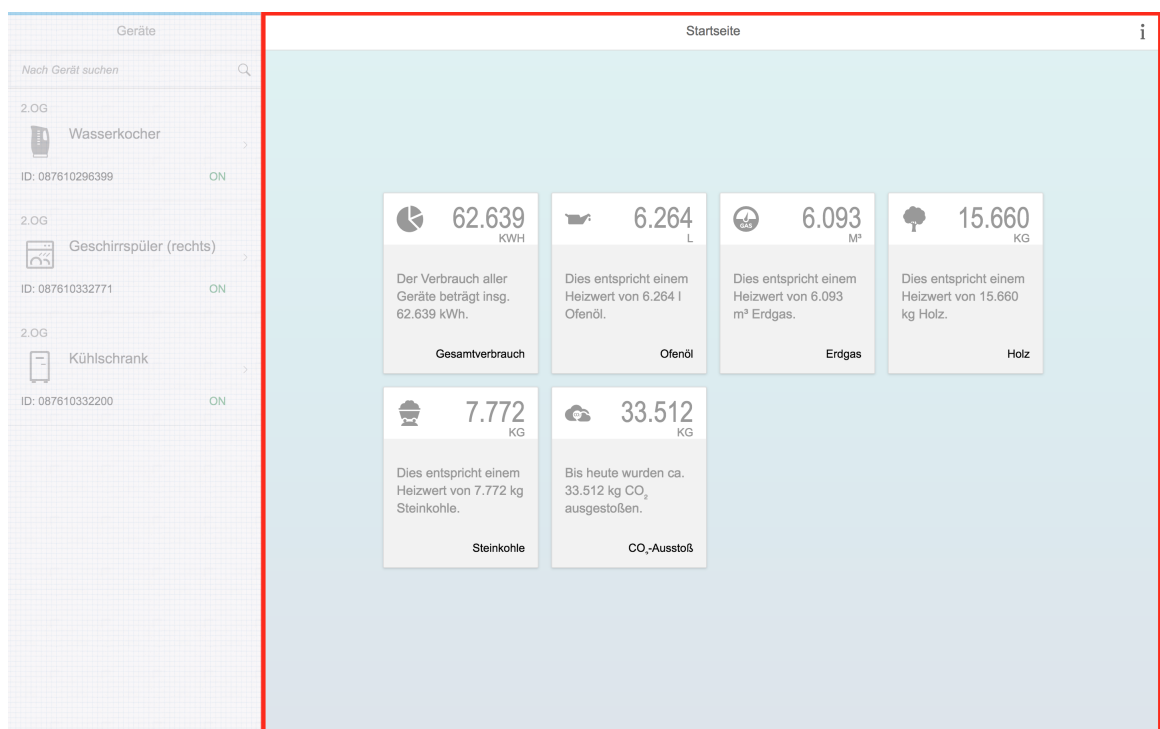 Geräte
Nach Gerät suchen
2.OG
Wasserkocher
ID: 087610296399 ON
2.OG
Geschirrspüler (rechts)
ID: 087610332771 ON
2.OG
Kühlschrank
ID: 087610332200 ON
Startseite
i
62.639
KWH
Der Verbrauch aller
Geräte beträgt insg.
62.639 kWh.
Gesamtverbrauch
6.264
L
Dies entspricht einem
Heizwert von 6.264 l
Ofenöl.
Ofenöl
GAS
6.093
M³
Dies entspricht einem
Heizwert von 6.093
m³ Erdgas.
Erdgas
15.660
KG
Dies entspricht einem
Heizwert von 15.660
kg Holz.
Holz
7.772
KG
Dies entspricht einem
Heizwert von 7.772 kg
Steinkohle.
Steinkohle
33.512
KG
Bis heute wurden ca.
33.512 kg CO₂
ausgestoßen.
CO₂-Ausstoß